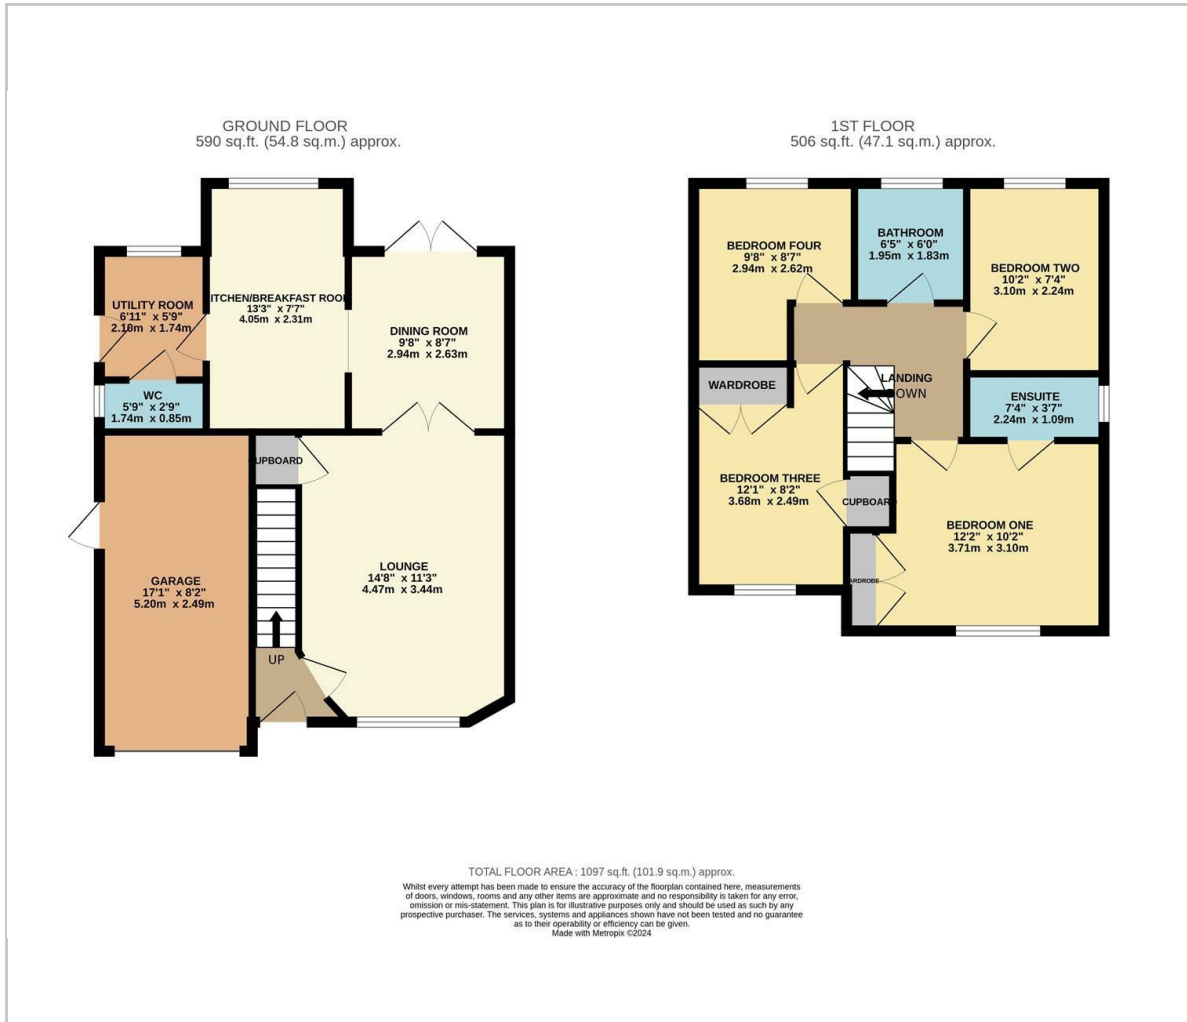 GROUND FLOOR
590 sq.ft. (54.8 sq.m.) approx.
UTILITY ROOM
6'11" x 5'9"
2.10m x 1.74m
ITCHEN/BREAKFAST ROO
13'3" x 7'7"
4.05m x 2.31m
DINING ROOM
9'8" x 8'7"
2.94m x 2.63m
WC
5'9" x 2'9"
1.74m x 0.85m
UPBOARD
LOUNGE
14'8" x 11'3"
4.47m x 3.44m
GARAGE
17'1" x 8'2"
5.20m x 2.49m
UP
1ST FLOOR
506 sq.ft. (47.1 sq.m.) approx.
BEDROOM FOUR
9'8" x 8'7"
2.94m x 2.62m
BATHROOM
6'5" x 6'0"
1.95m x 1.83m
BEDROOM TWO
10'2" x 7'4"
3.10m x 2.24m
WARDROBE
LANDING
OWN
ENSUITE
7'4" x 3'7"
2.24m x 1.09m
BEDROOM THREE
12'1" x 8'2"
3.68m x 2.49m
CUPBOARD
BEDROOM ONE
12'2" x 10'2"
3.71m x 3.10m
ARDROBE
TOTAL FLOOR AREA : 1097 sq.ft. (101.9 sq.m.) approx.
Whilst every attempt has been made to ensure the accuracy of the floorplan contained here, measurements
of doors, windows, rooms and any other items are approximate and no responsibility is taken for any error,
omission or mis-statement. This plan is for illustrative purposes only and should be used as such by any
prospective purchaser. The services, systems and appliances shown have not been tested and no guarantee
as to their operability or efficiency can be given.
Made with Metropix ©2024